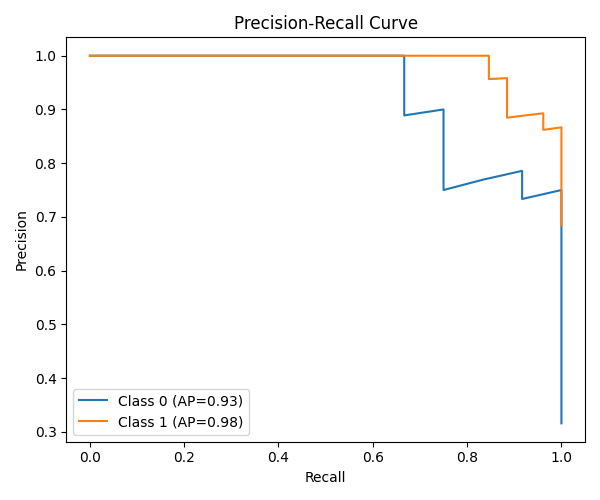 Precision-Recall Curve
1.0
0.9
0.8
0.7
0.6
0.5
0.4
0.3
Precision
Class 0 (AP=0.93)
Class 1 (AP=0.98)
0.0 0.2 0.4 0.6 0.8 1.0
Recall